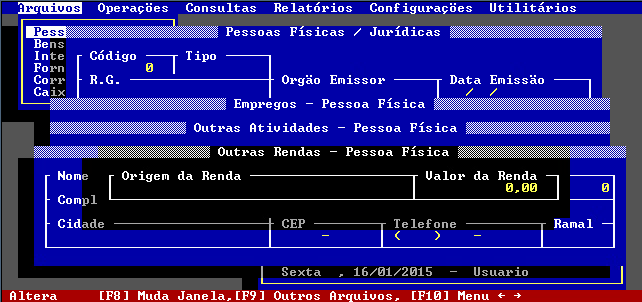 Arquivos Operações Consultas Relatórios Configurações Utilitários
Pess Pessoas Físicas / Jurídicas
Bens
Inte Código Tipo
Forn 0
Corr R.G. Orgão Emissor Data Emissão
Caix / /
Empregos - Pessoa Física
Outras Atividades - Pessoa Física
Outras Rendas - Pessoa Física
Nome Origem da Renda Valor da Renda
0,00 0
Compl
Cidade CEP Telefone Ramal
- ( ) -
Sexta , 16/01/2015 - Usuario
Altera [F8] Muda Janela,[F9] Outros Arquivos, [F10] Menu ← →